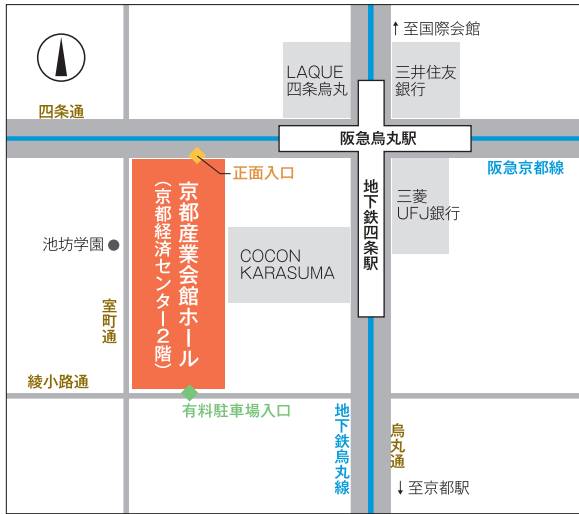 ↑至国際会館
LAQUE
四条烏丸
三井住友
銀行
四条通
阪急烏丸駅
阪急京都線
正面入口
京都産業会館ホール
（京都経済センター2階）
地下鉄四条駅
三菱
UFJ銀行
池坊学園
COCON
KARASUMA
室町通
綾小路通
有料駐車場入口
地下鉄烏丸線
烏丸通
↓至京都駅